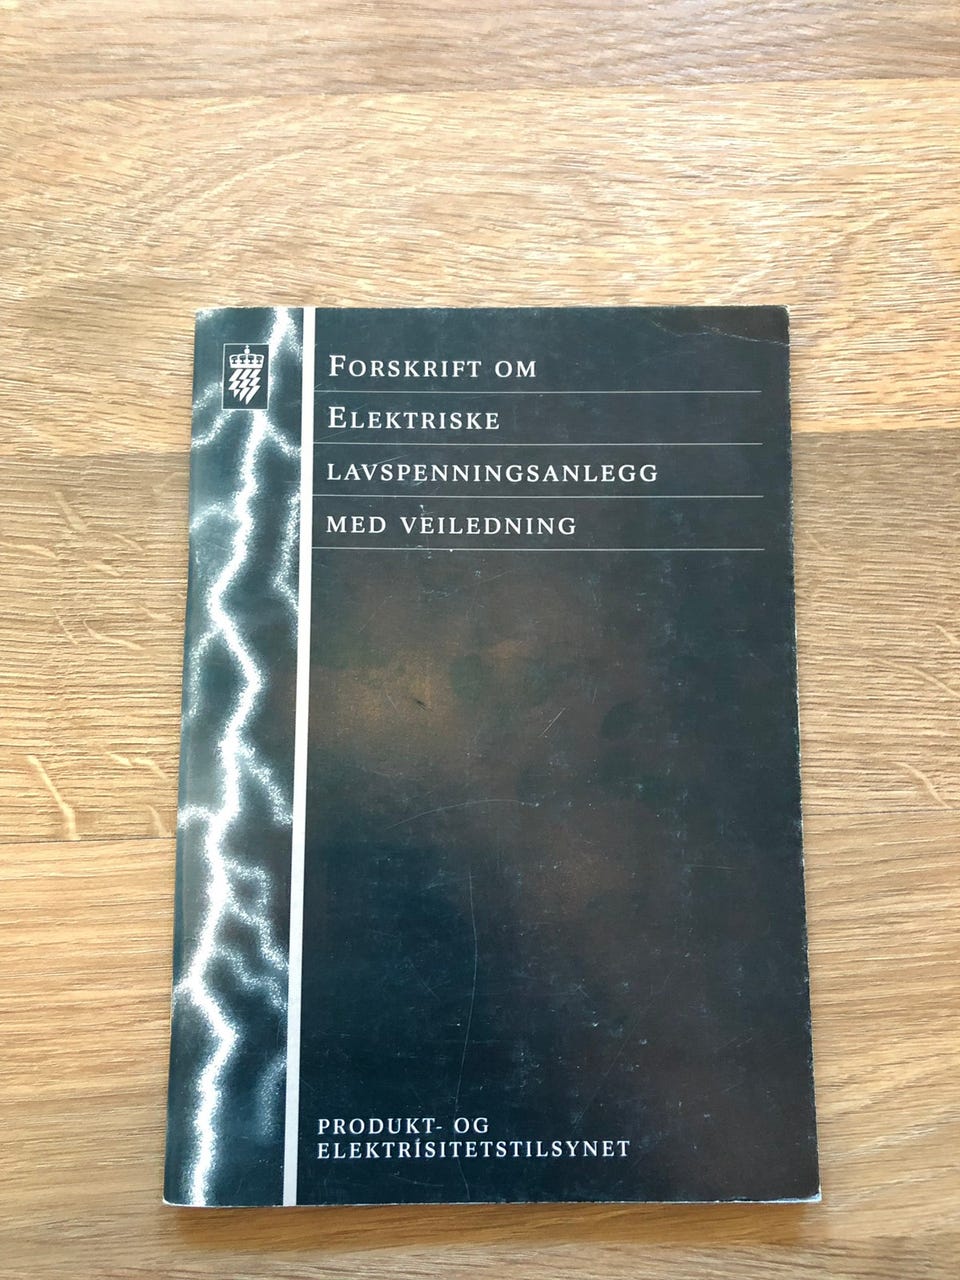 FORSKRIFT OM
ELEKTRISKE
LAVSPENNINGSANLEGG
MED VEILEDNING
PRODUKT- OG
ELEKTRISITETSTILSYNET